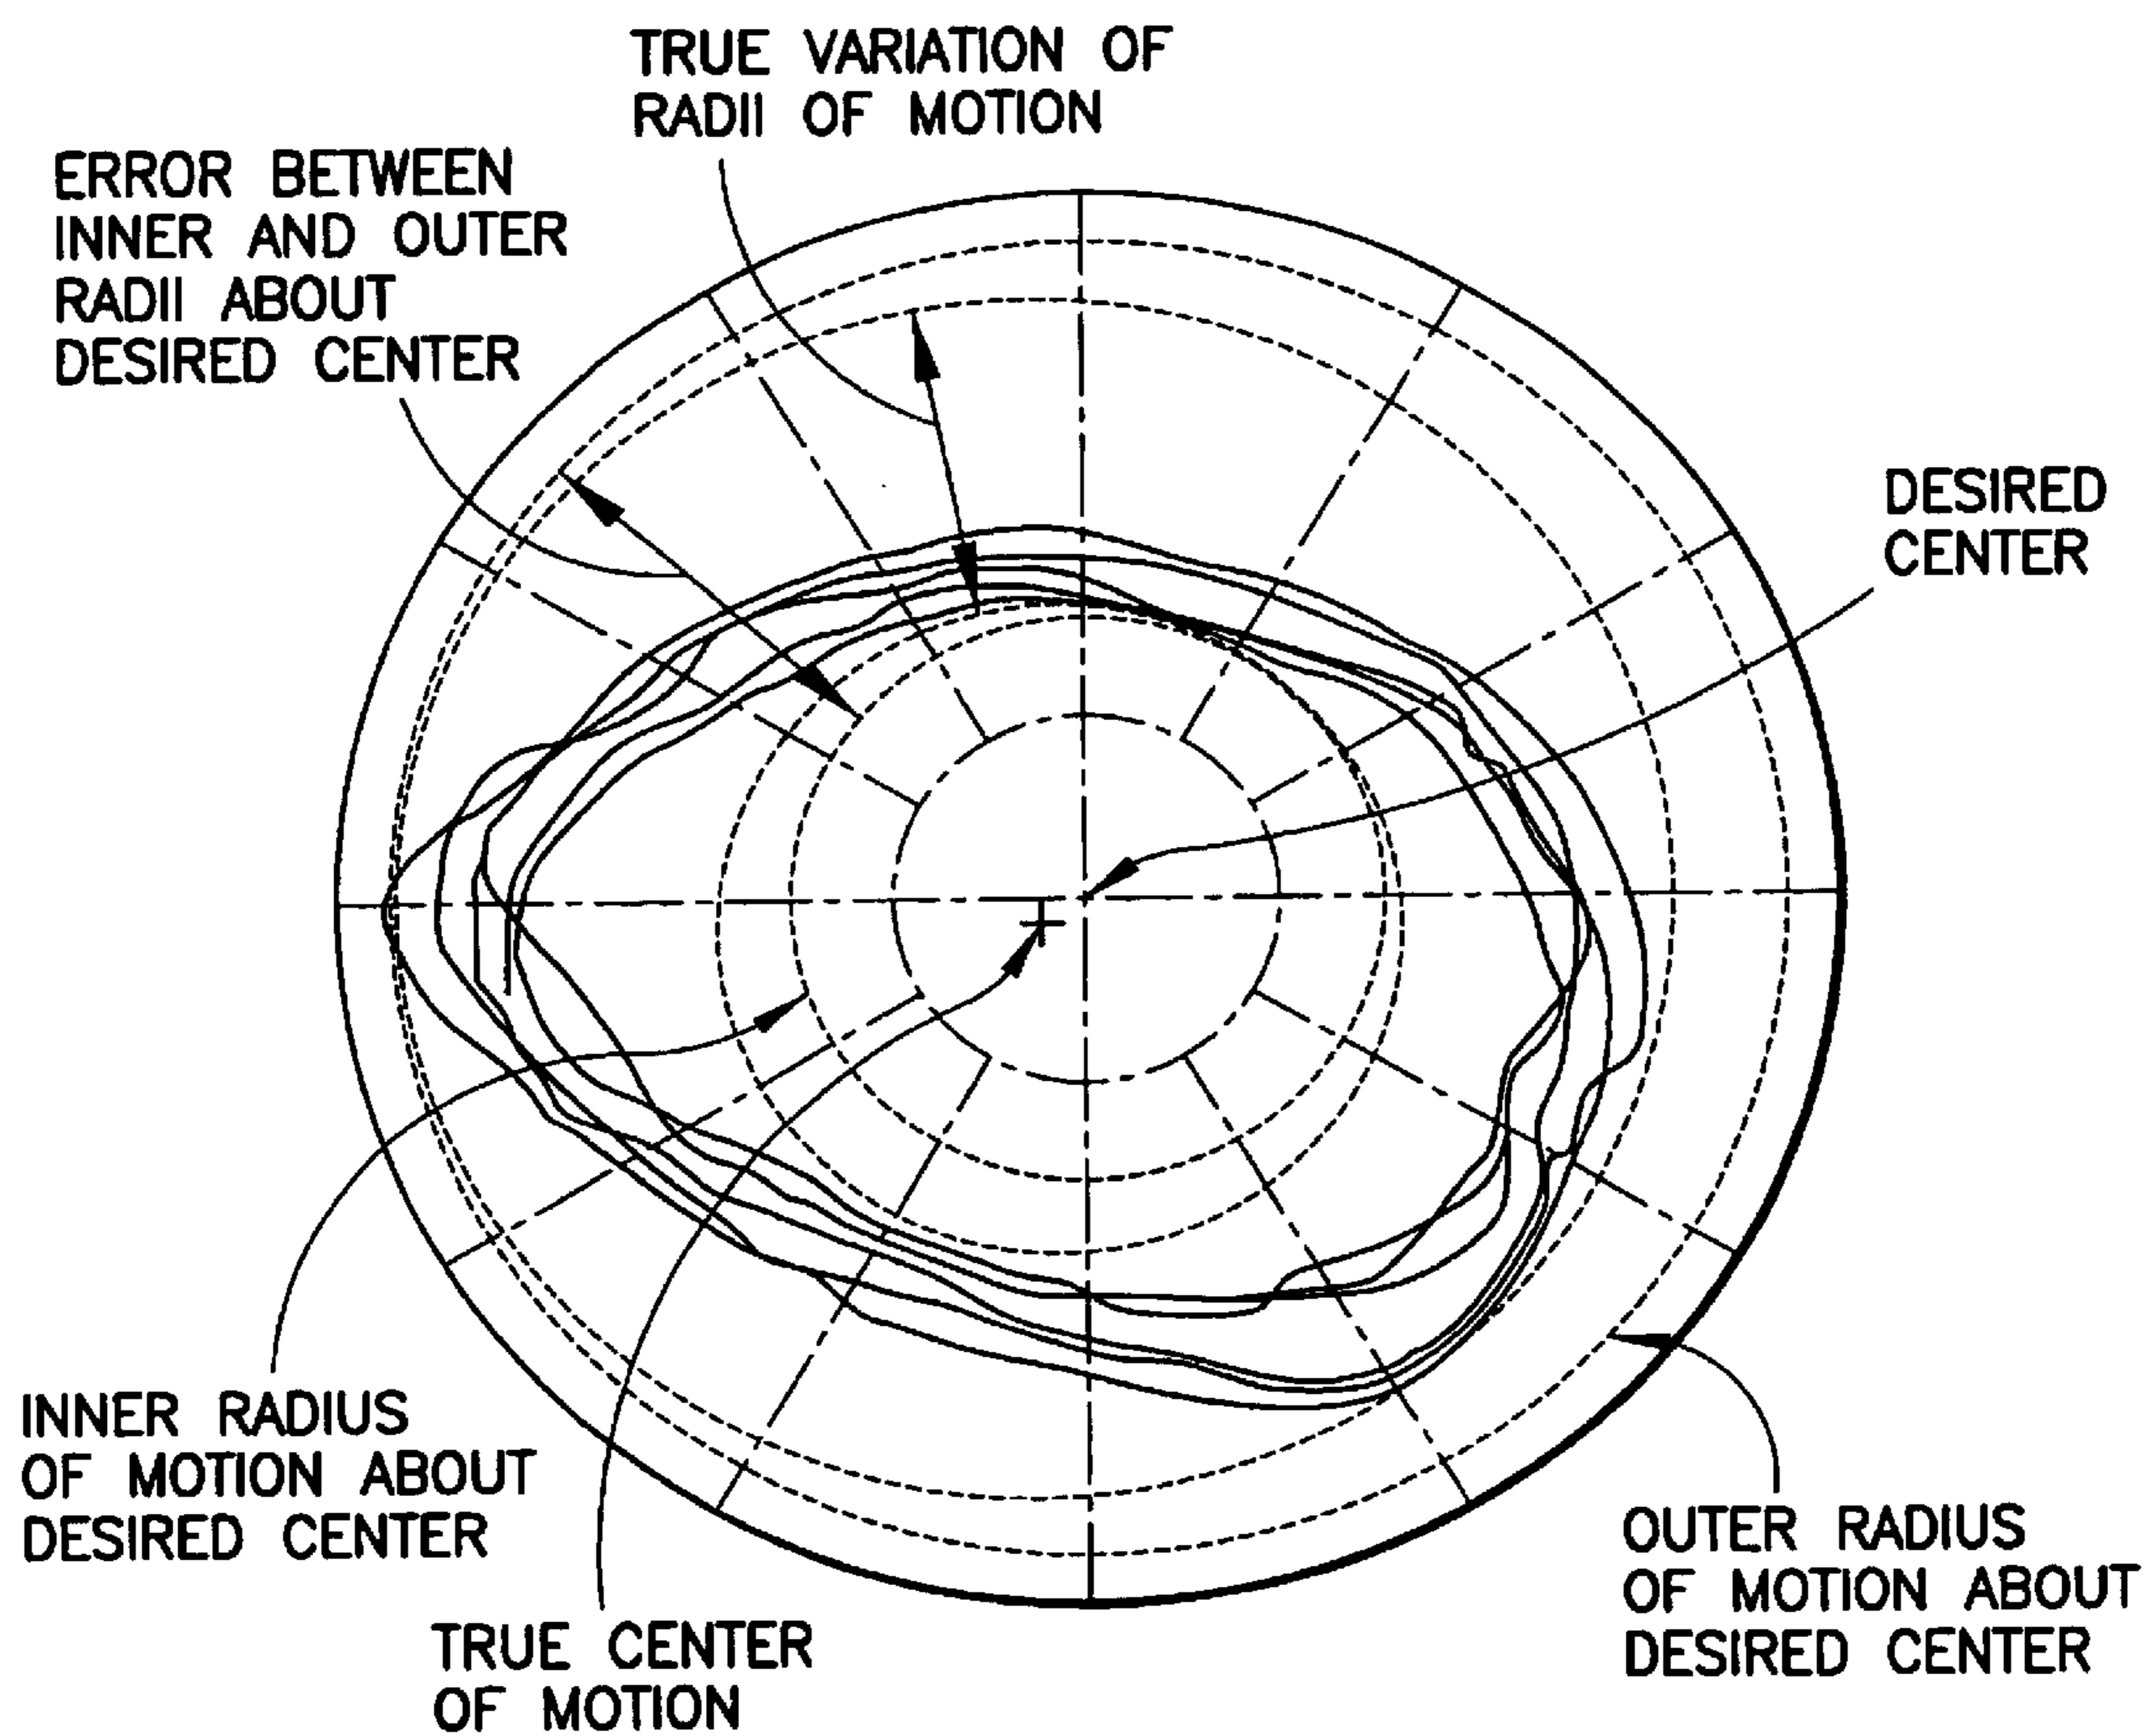 TRUE VARIATION OF
RADII OF MOTION
ERROR BETWEEN
INNER AND OUTER
RADII ABOUT
DESIRED CENTER
DESIRED
CENTER
INNER RADIUS
OF MOTION ABOUT
DESIRED CENTER
TRUE CENTER
OF MOTION
OUTER RADIUS
OF MOTION ABOUT
DESIRED CENTER